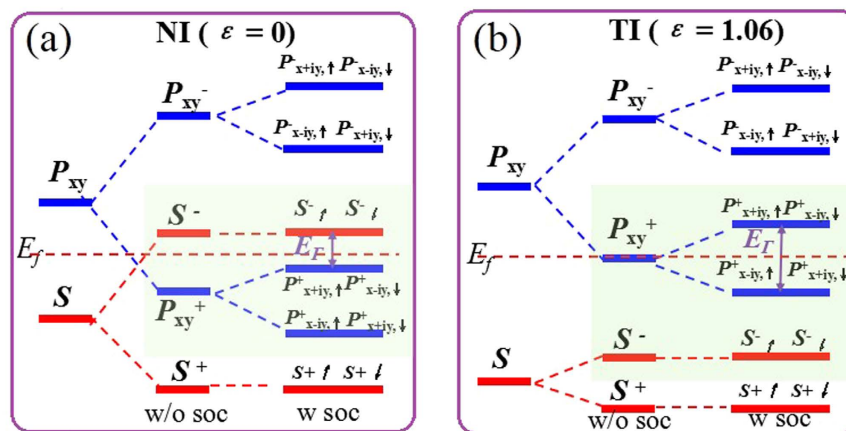 (a) NI ( ε = 0)
P⁻x+iy,↑ P⁻x-iy,↓
Pxy⁻
P⁻x-iy,↑ P⁻x+iy,↓
Pxy
S⁻ S⁻↑ S⁻↓
Ef
EΓ
P⁺x+iy,↑ P⁺x-iy,↓
S
Pxy⁺
P⁺x-iy,↑ P⁺x+iy,↓
S⁺ S+↑ S+↓
w/o soc w soc
(b) TI ( ε = 1.06)
P⁻x+iy,↑ P⁻x-iy,↓
Pxy⁻
P⁻x-iy,↑ P⁻x+iy,↓
Pxy
P⁺x+iy,↑ P⁺x-iy,↓
Pxy⁺
EΓ
Ef
P⁺x-iy,↑ P⁺x+iy,↓
S⁻ S⁻↑ S⁻↓
S
S⁺ S+↑ S+↓
w/o soc w soc